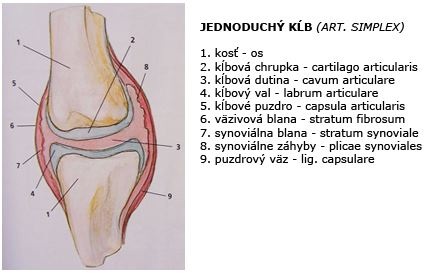 JEDNODUCHÝ KĹB (ART. SIMPLEX)
1. kosť - os
2. kĺbová chrupka - cartilago articularis
3. kĺbová dutina - cavum articulare
4. kĺbový val - labrum articulare
5. kĺbové puzdro - capsula articularis
6. väzivová blana - stratum fibrosum
7. synoviálna blana - stratum synoviale
8. synoviálne záhyby - plicae synoviales
9. puzdrový väz - lig. capsulare
1
2
8
5
6
7
3
4
9
1